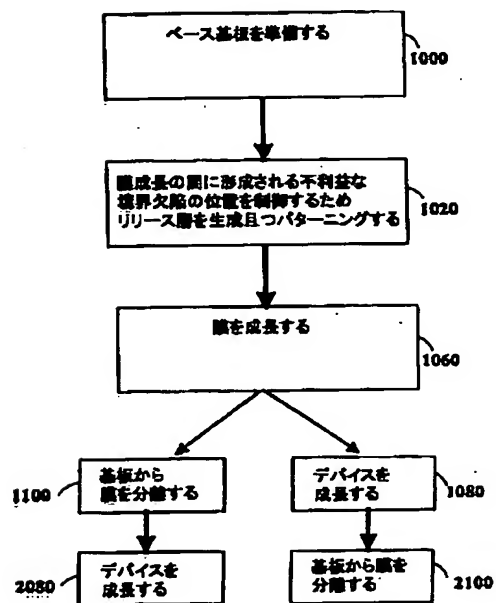 ベース基板を準備する
1000
膜成長の間に形成される不利益な
境界欠陥の位置を制御するため
リリース層を生成且つパターニングする
1020
膜を成長する
1060
基板から
膜を分離する
1100
デバイスを
成長する
1080
デバイスを
成長する
2080
基板から膜を
分離する
2100